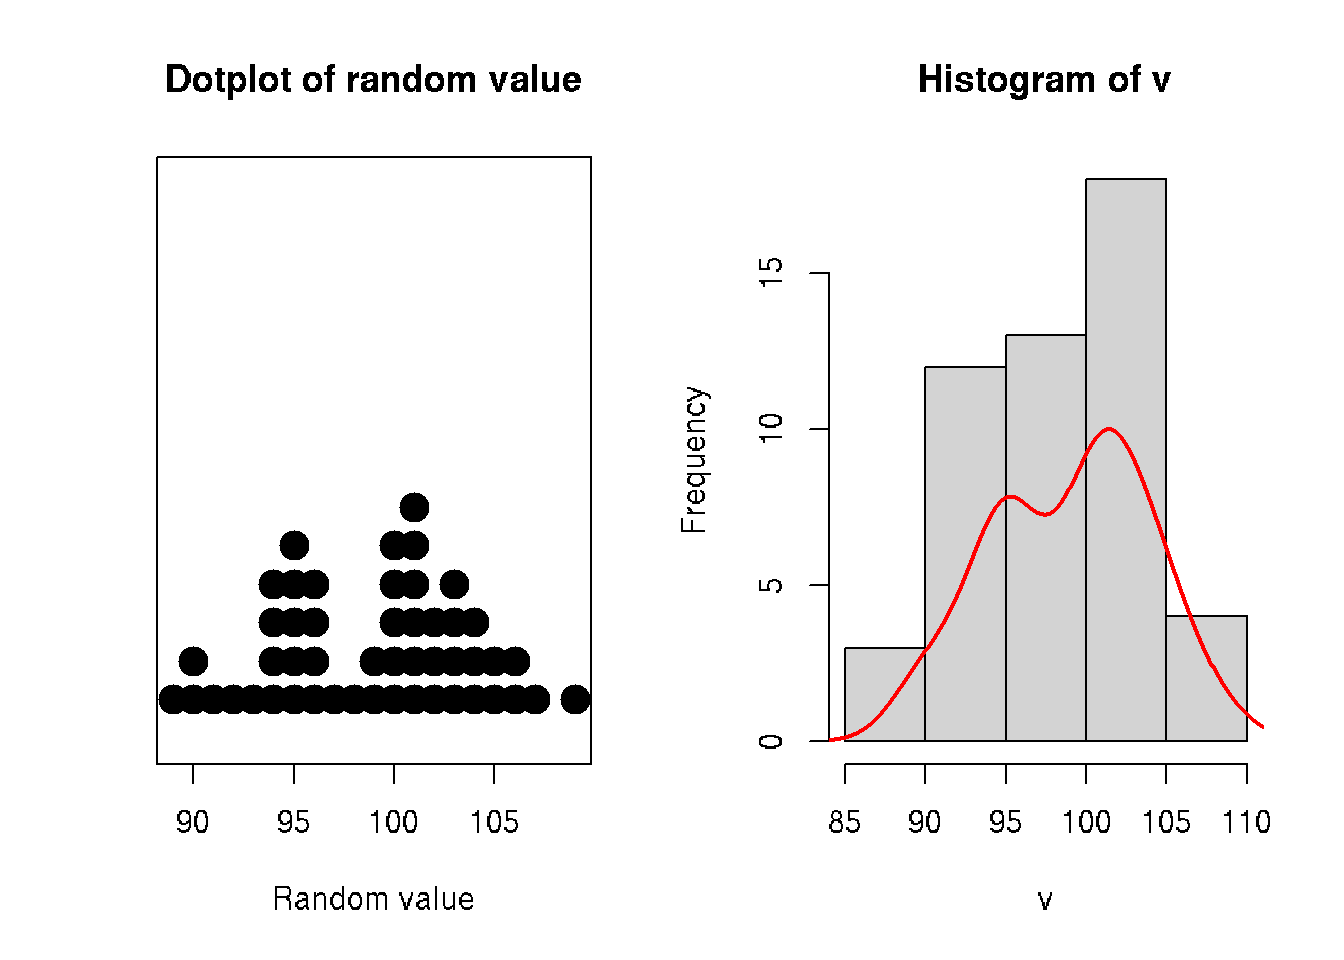 Dotplot of random value
90 95 100 105
Random value
Histogram of v
Frequency
15
10
5
0
85 90 95 100 105 110
v